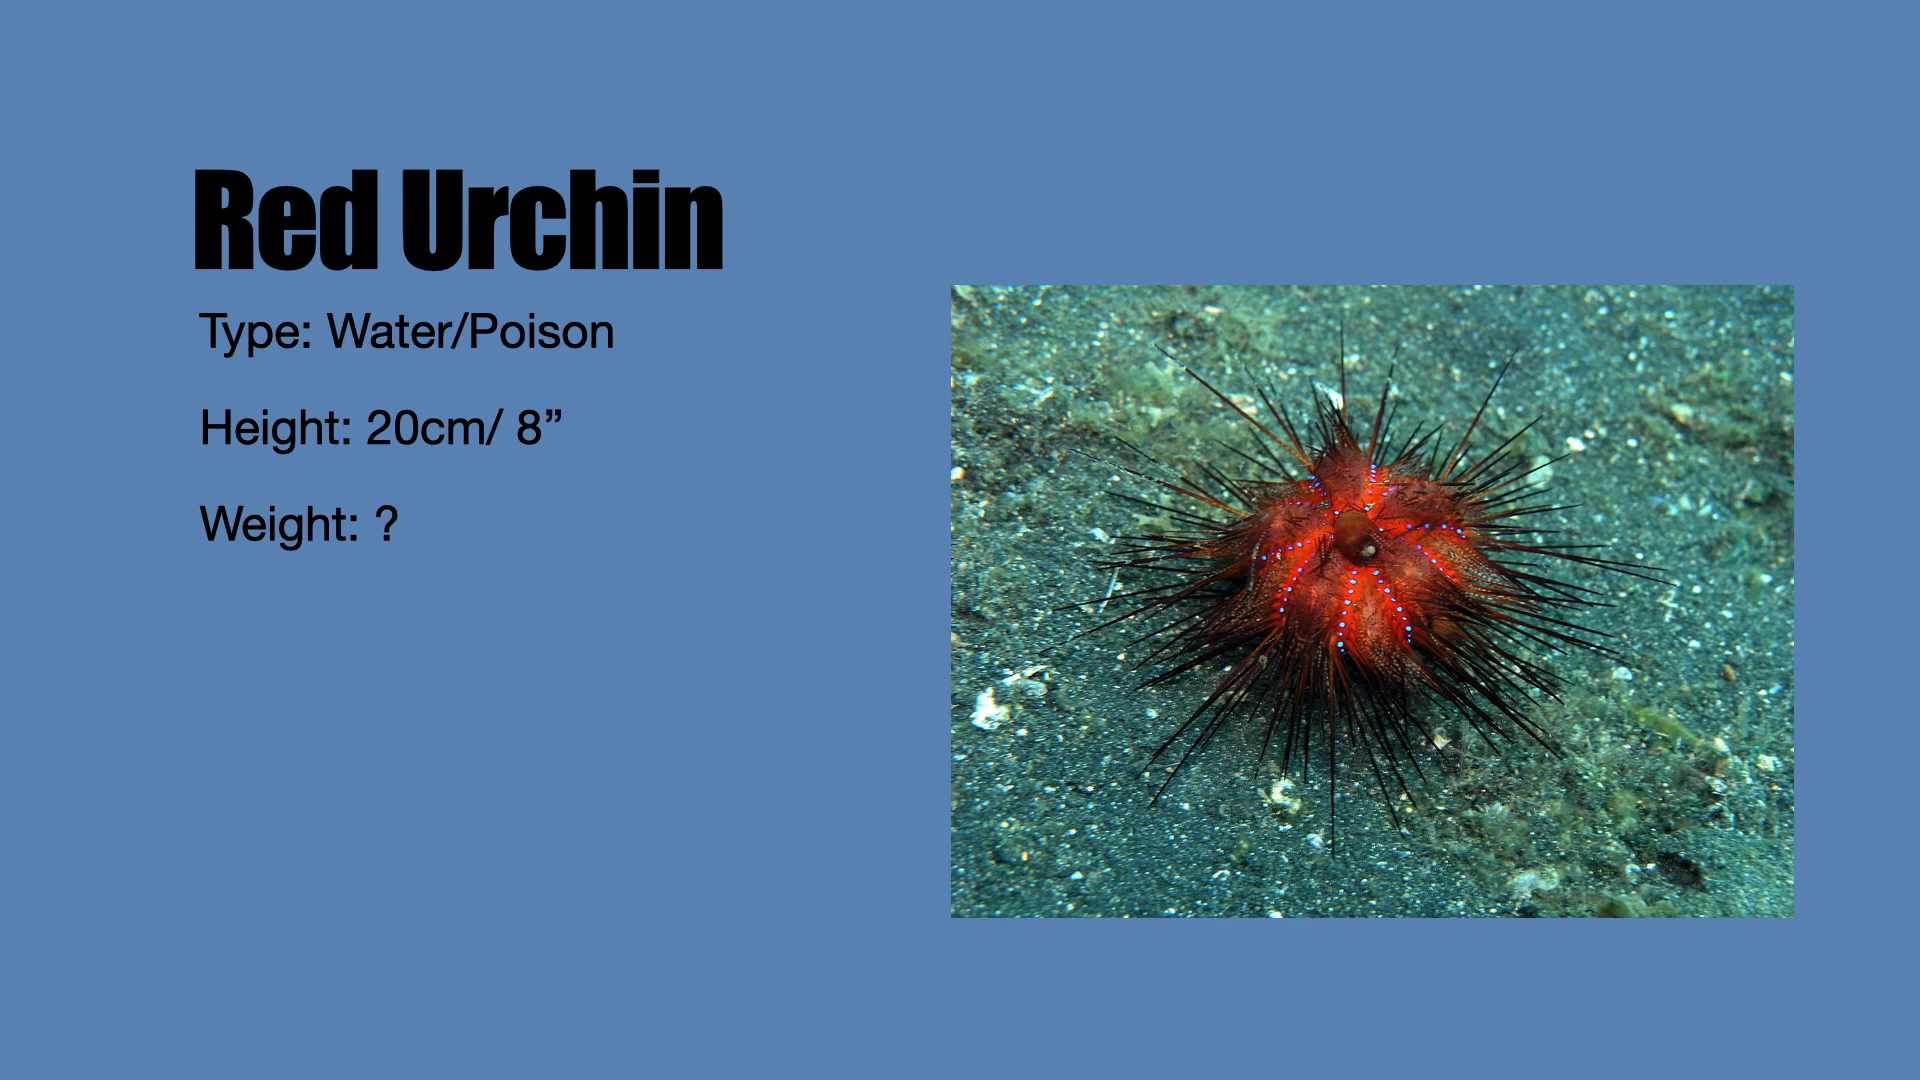 Red Urchin
Type: Water/Poison
Height: 20cm/ 8”
Weight: ?